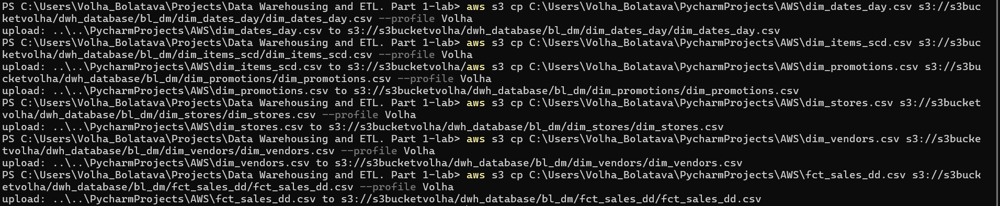 PS C:\Users\Volha_Bolatava\Projects\Data Warehousing and ETL. Part 1-lab> aws s3 cp C:\Users\Volha_Bolatava\PycharmProjects\AWS\dim_dates_day.csv s3://s3buc
ketvolha/dwh_database/bl_dm/dim_dates_day/dim_dates_day.csv --profile Volha
upload: ..\..\PycharmProjects\AWS\dim_dates_day.csv to s3://s3bucketvolha/dwh_database/bl_dm/dim_dates_day/dim_dates_day.csv
PS C:\Users\Volha_Bolatava\Projects\Data Warehousing and ETL. Part 1-lab> aws s3 cp C:\Users\Volha_Bolatava\PycharmProjects\AWS\dim_items_scd.csv s3://s3buc
ketvolha/dwh_database/bl_dm/dim_items_scd/dim_items_scd.csv --profile Volha
upload: ..\..\PycharmProjects\AWS\dim_items_scd.csv to s3://s3bucketvolha/aws s3 cp C:\Users\Volha_Bolatava\PycharmProjects\AWS\dim_promotions.csv s3://s3bu
cketvolha/dwh_database/bl_dm/dim_promotions/dim_promotions.csv --profile Volha
upload: ..\..\PycharmProjects\AWS\dim_promotions.csv to s3://s3bucketvolha/dwh_database/bl_dm/dim_promotions/dim_promotions.csv
PS C:\Users\Volha_Bolatava\Projects\Data Warehousing and ETL. Part 1-lab> aws s3 cp C:\Users\Volha_Bolatava\PycharmProjects\AWS\dim_stores.csv s3://s3bucket
volha/dwh_database/bl_dm/dim_stores/dim_stores.csv --profile Volha
upload: ..\..\PycharmProjects\AWS\dim_stores.csv to s3://s3bucketvolha/dwh_database/bl_dm/dim_stores/dim_stores.csv
PS C:\Users\Volha_Bolatava\Projects\Data Warehousing and ETL. Part 1-lab> aws s3 cp C:\Users\Volha_Bolatava\PycharmProjects\AWS\dim_vendors.csv s3://s3bucke
tvolha/dwh_database/bl_dm/dim_vendors/dim_vendors.csv --profile Volha
upload: ..\..\PycharmProjects\AWS\dim_vendors.csv to s3://s3bucketvolha/dwh_database/bl_dm/dim_vendors/dim_vendors.csv
PS C:\Users\Volha_Bolatava\Projects\Data Warehousing and ETL. Part 1-lab> aws s3 cp C:\Users\Volha_Bolatava\PycharmProjects\AWS\fct_sales_dd.csv s3://s3buck
etvolha/dwh_database/bl_dm/fct_sales_dd/fct_sales_dd.csv --profile Volha
upload: ..\..\PycharmProjects\AWS\fct_sales_dd.csv to s3://s3bucketvolha/dwh_database/bl_dm/fct_sales_dd/fct_sales_dd.csv